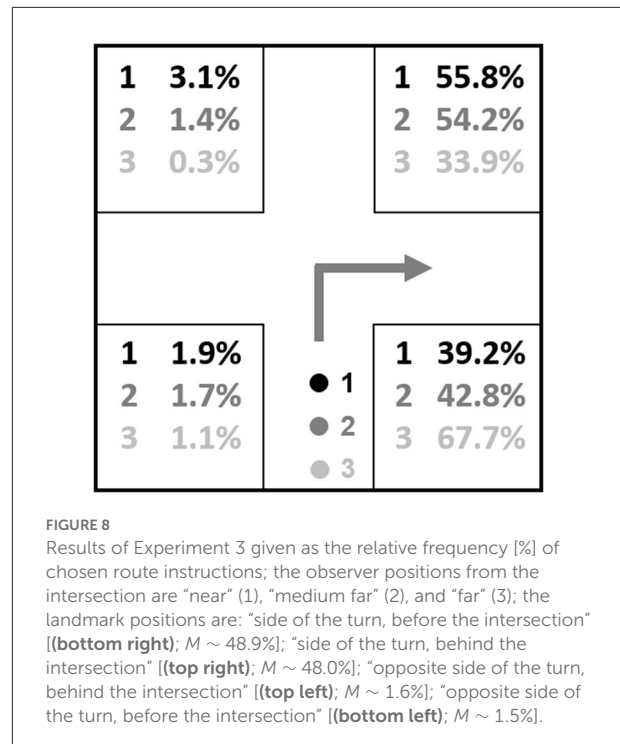 1 3.1%
2 1.4%
3 0.3%
1 55.8%
2 54.2%
3 33.9%
1 1.9%
2 1.7%
3 1.1%
1
2
3
1 39.2%
2 42.8%
3 67.7%
FIGURE 8
Results of Experiment 3 given as the relative frequency [%] of
chosen route instructions; the observer positions from the
intersection are “near” (1), “medium far” (2), and “far” (3); the
landmark positions are: “side of the turn, before the intersection”
[(bottom right); M ~ 48.9%]; “side of the turn, behind the
intersection” [(top right); M ~ 48.0%]; “opposite side of the turn,
behind the intersection” [(top left); M ~ 1.6%]; “opposite side of
the turn, before the intersection” [(bottom left); M ~ 1.5%].